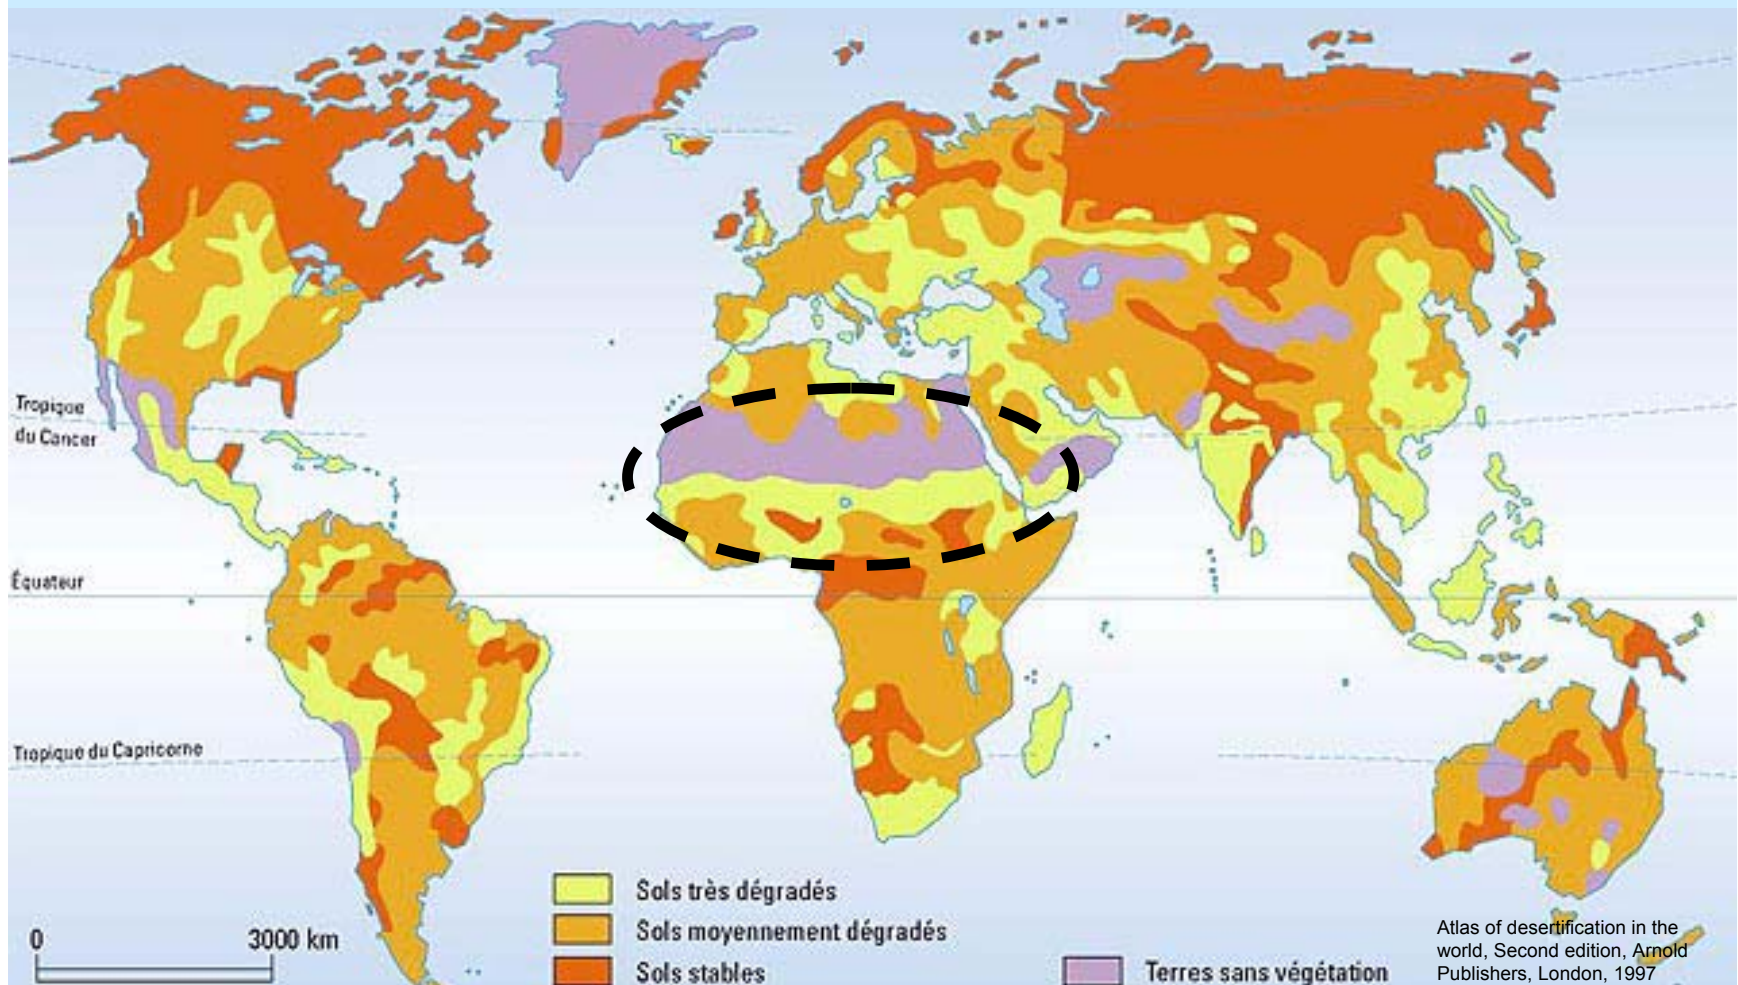 Tropique
du Cancer
Équateur
Tropique du Capricorne
0 3000 km
Sols très dégradés
Sols moyennement dégradés
Sols stables
Terres sans végétation
Atlas of desertification in the
world, Second edition, Arnold
Publishers, London, 1997